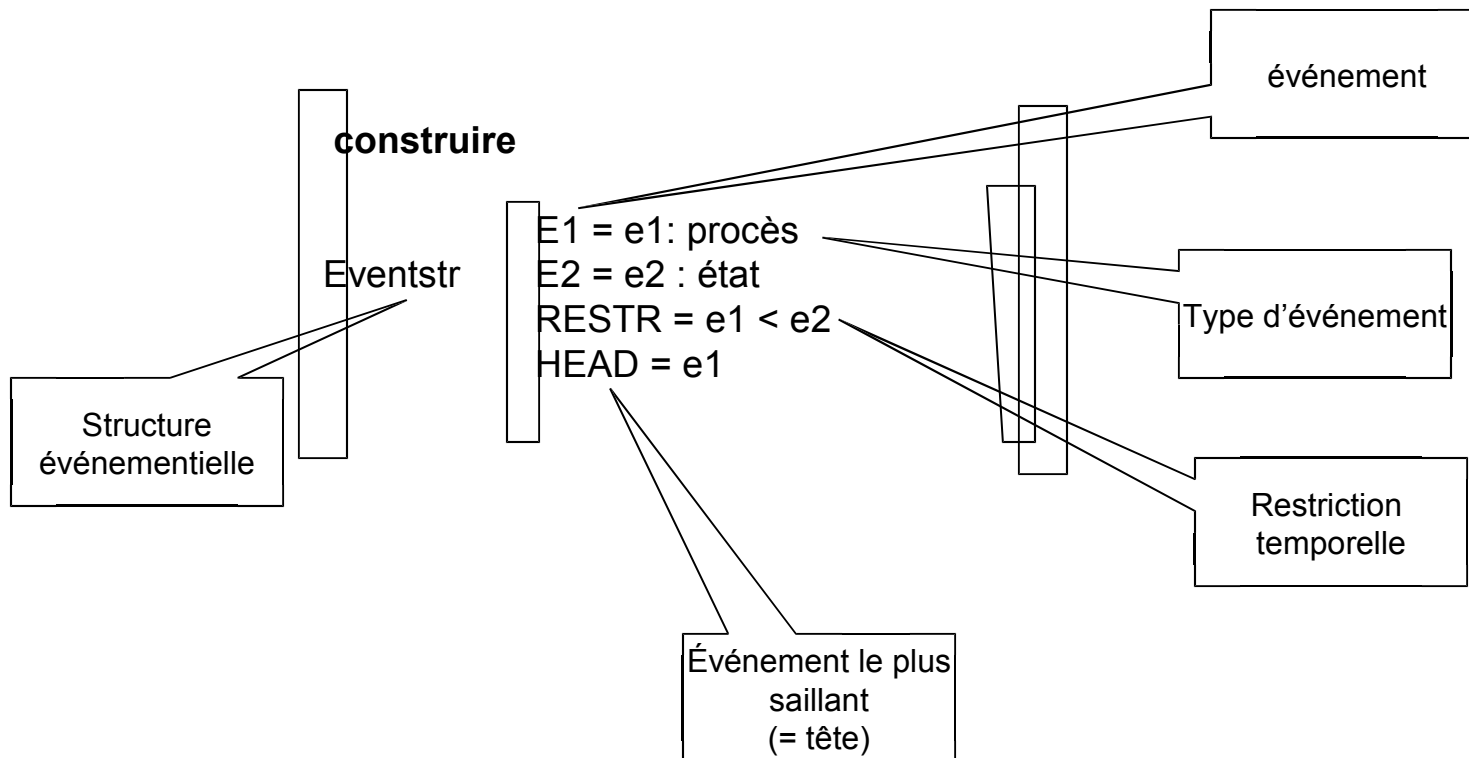 événement
construire
E1 = e1: procès
Eventstr
E2 = e2 : état
RESTR = e1 < e2
HEAD = e1
Type d'événement
Structure
événementielle
Restriction
temporelle
Événement le plus
saillant
(= tête)